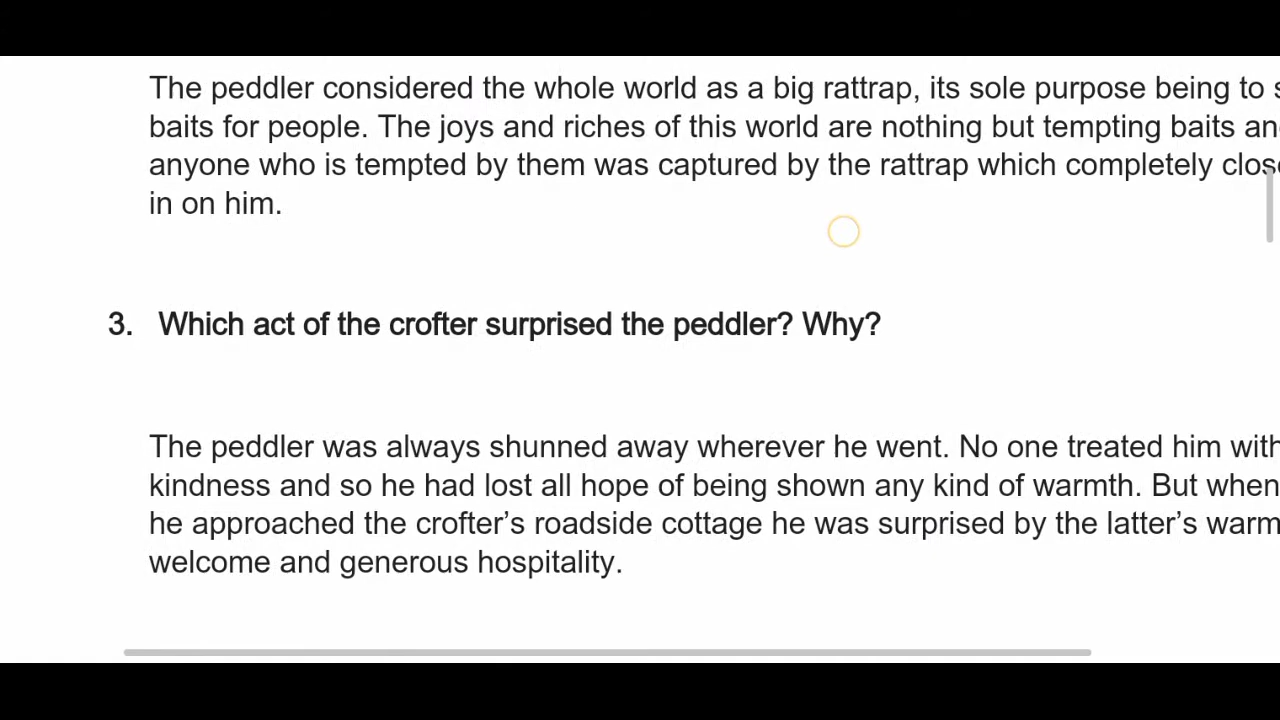 The peddler considered the whole world as a big rattrap, its sole purpose being to
baits for people. The joys and riches of this world are nothing but tempting baits
anyone who is tempted by them was captured by the rattrap which completely
in on him.
3. Which act of the crofter surprised the peddler? Why?
The peddler was always shunned away wherever he went. No one treated him with
kindness and so he had lost all hope of being shown any kind of warmth. But when
he approached the crofter’s roadside cottage he was surprised by the latter’s warm
welcome and generous hospitality.